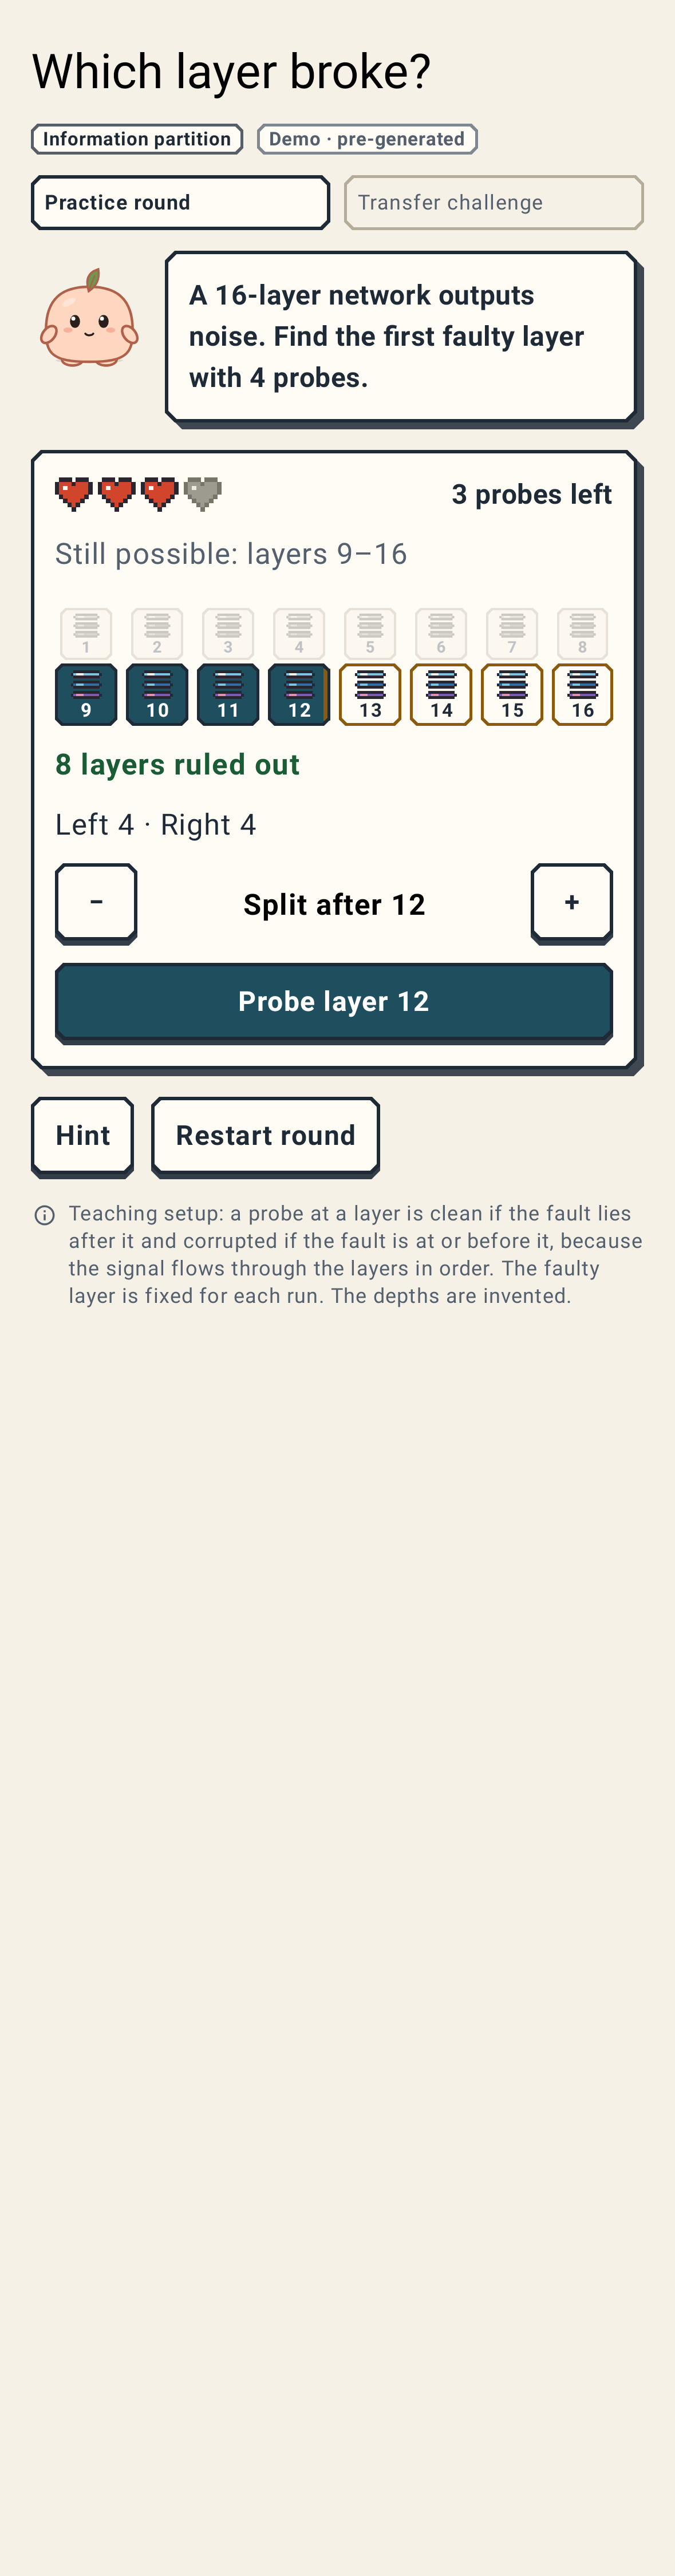 Which layer broke?
Information partition
Demo · pre-generated
Practice round
Transfer challenge
A 16-layer network outputs
noise. Find the first faulty layer
with 4 probes.
3 probes left
Still possible: layers 9–16
1 2 3 4 5 6 7 8
9 10 11 12 13 14 15 16
8 layers ruled out
Left 4 · Right 4
− Split after 12 +
Probe layer 12
Hint
Restart round
Teaching setup: a probe at a layer is clean if the fault lies
after it and corrupted if the fault is at or before it, because
the signal flows through the layers in order. The faulty
layer is fixed for each run. The depths are invented.